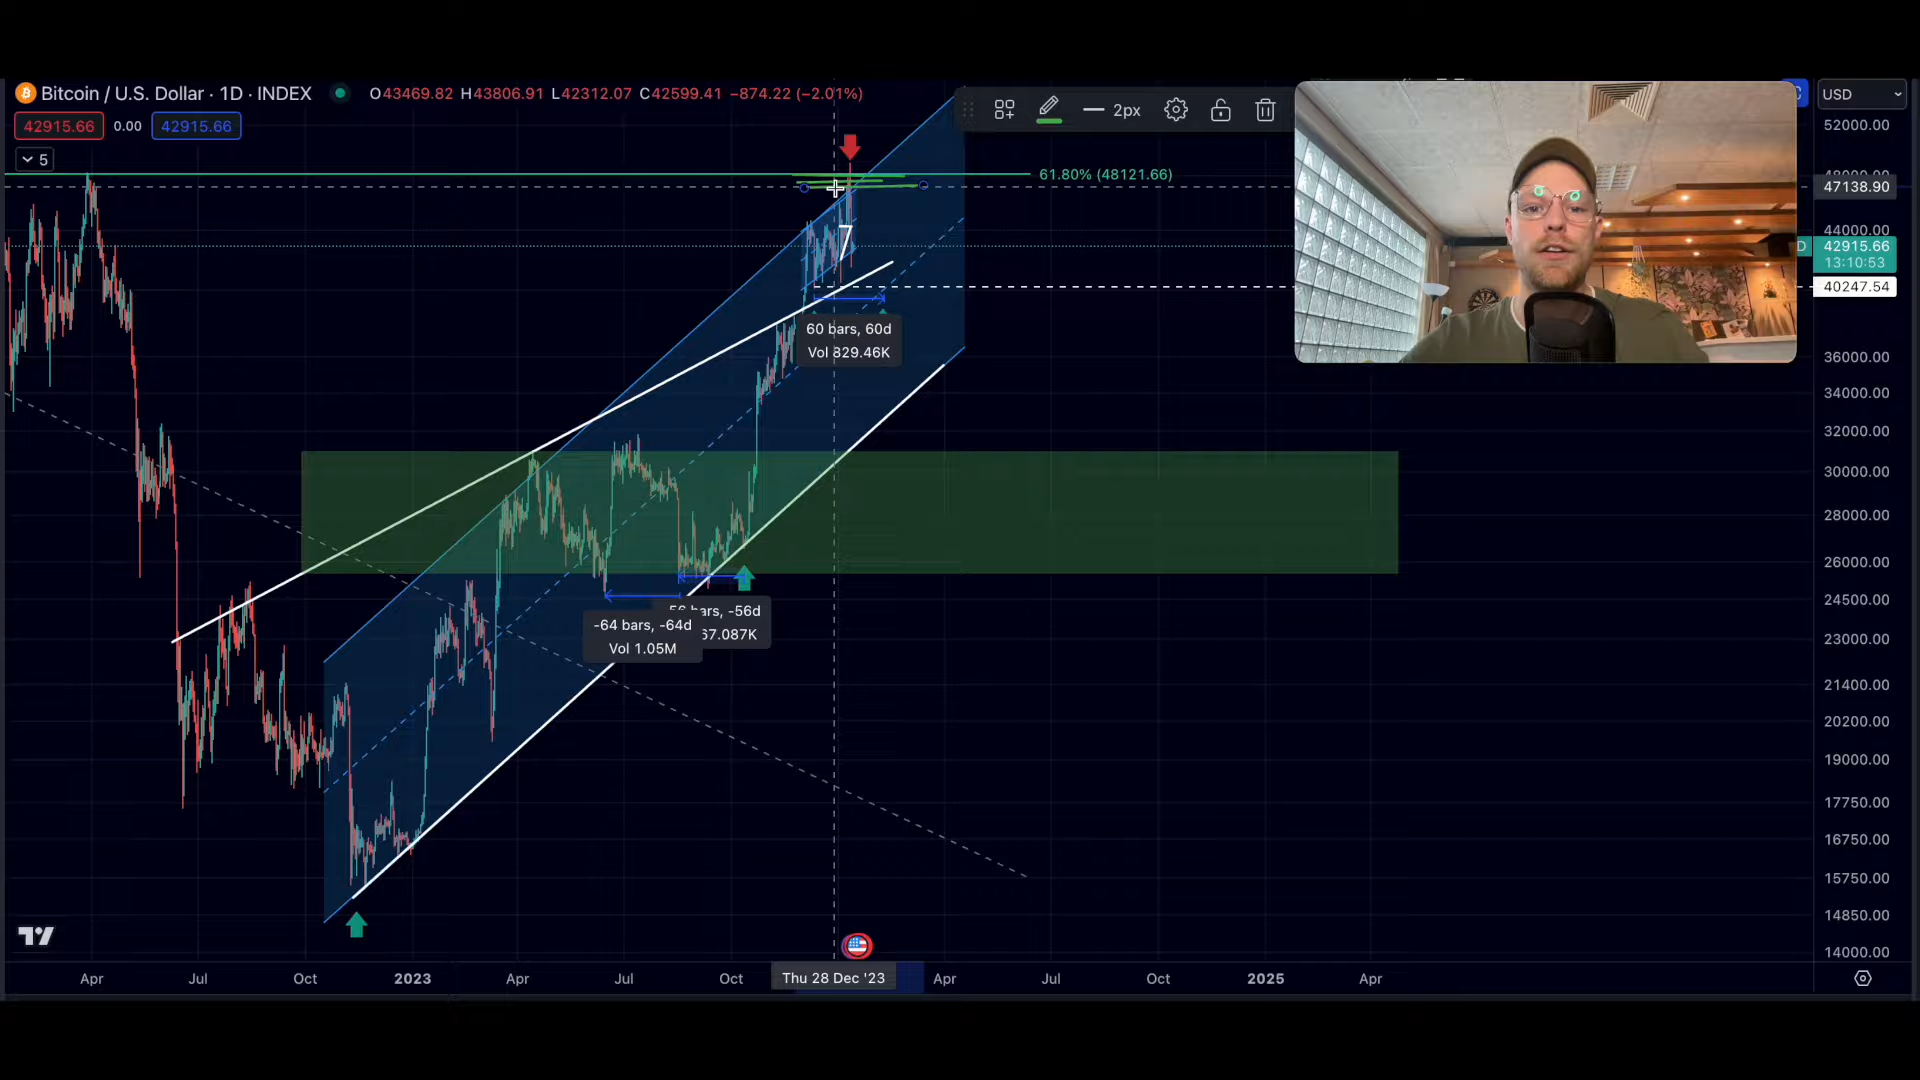 Bitcoin / U.S. Dollar · 1D · INDEX
O43469.82 H43806.91 L42312.07 C42599.41 −874.22 (−2.01%)
42915.66 0.00 42915.66
5
2px
USD
61.80% (48121.66)
52000.00
47138.90
44000.00
42915.66
13:10:53
40247.54
36000.00
34000.00
32000.00
30000.00
28000.00
26000.00
24500.00
23000.00
21400.00
20200.00
19000.00
17750.00
16750.00
15750.00
14850.00
14000.00
60 bars, 60d
Vol 829.46K
56 bars, -56d
67.087K
-64 bars, -64d
Vol 1.05M
Apr Jul Oct 2023 Apr Jul Oct Thu 28 Dec '23 Apr Jul Oct 2025 Apr